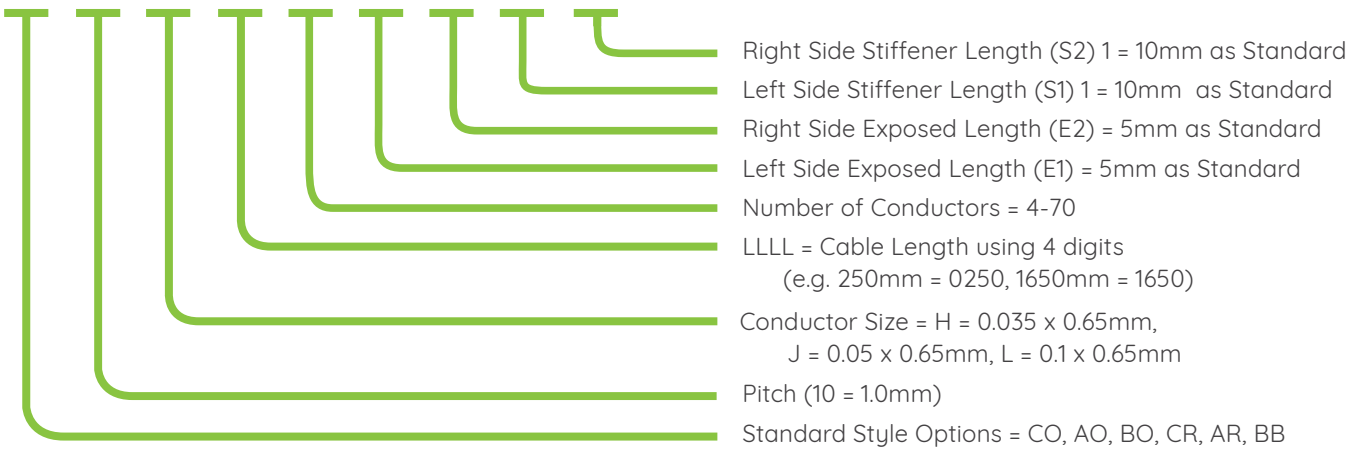 Right Side Stiffener Length (S2) 1 = 10mm as Standard
Left Side Stiffener Length (S1) 1 = 10mm as Standard
Right Side Exposed Length (E2) = 5mm as Standard
Left Side Exposed Length (E1) = 5mm as Standard
Number of Conductors = 4-70
LLLL = Cable Length using 4 digits
(e.g. 250mm = 0250, 1650mm = 1650)
Conductor Size = H = 0.035 x 0.65mm,
J = 0.05 x 0.65mm, L = 0.1 x 0.65mm
Pitch (10 = 1.0mm)
Standard Style Options = CO, AO, BO, CR, AR, BB